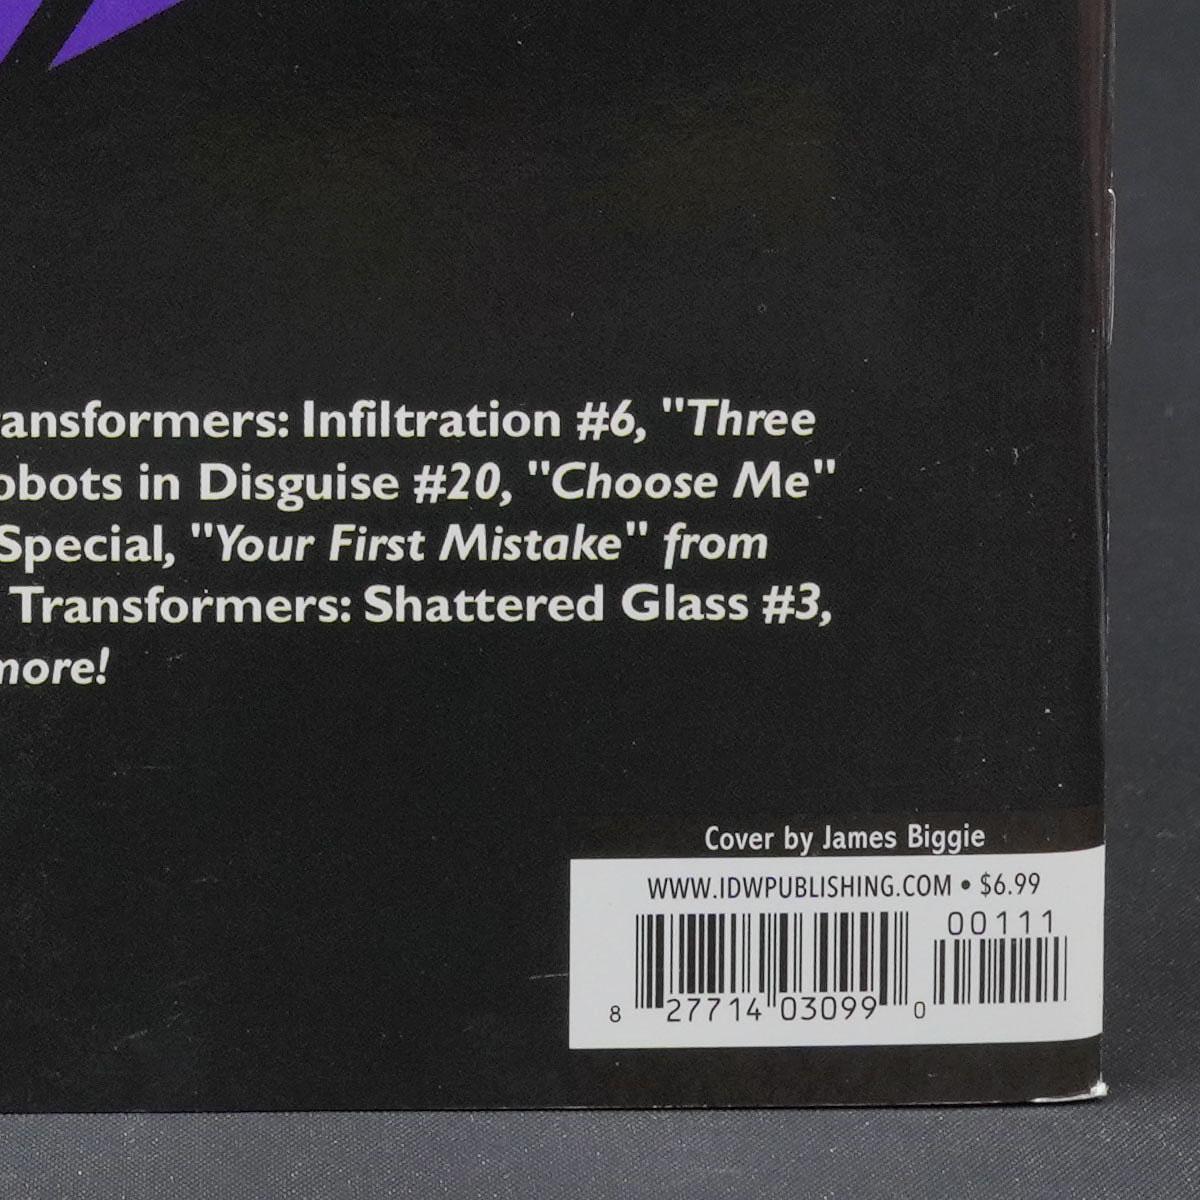 ansformers: Infiltration #6, "Three
obots in Disguise #20, "Choose Me"
Special, "Your First Mistake" from
Transformers: Shattered Glass #3,
more!
Cover by James Biggie
WWW.IDWPUBLISHING.COM • $6.99
00111
8 27714 03099 0